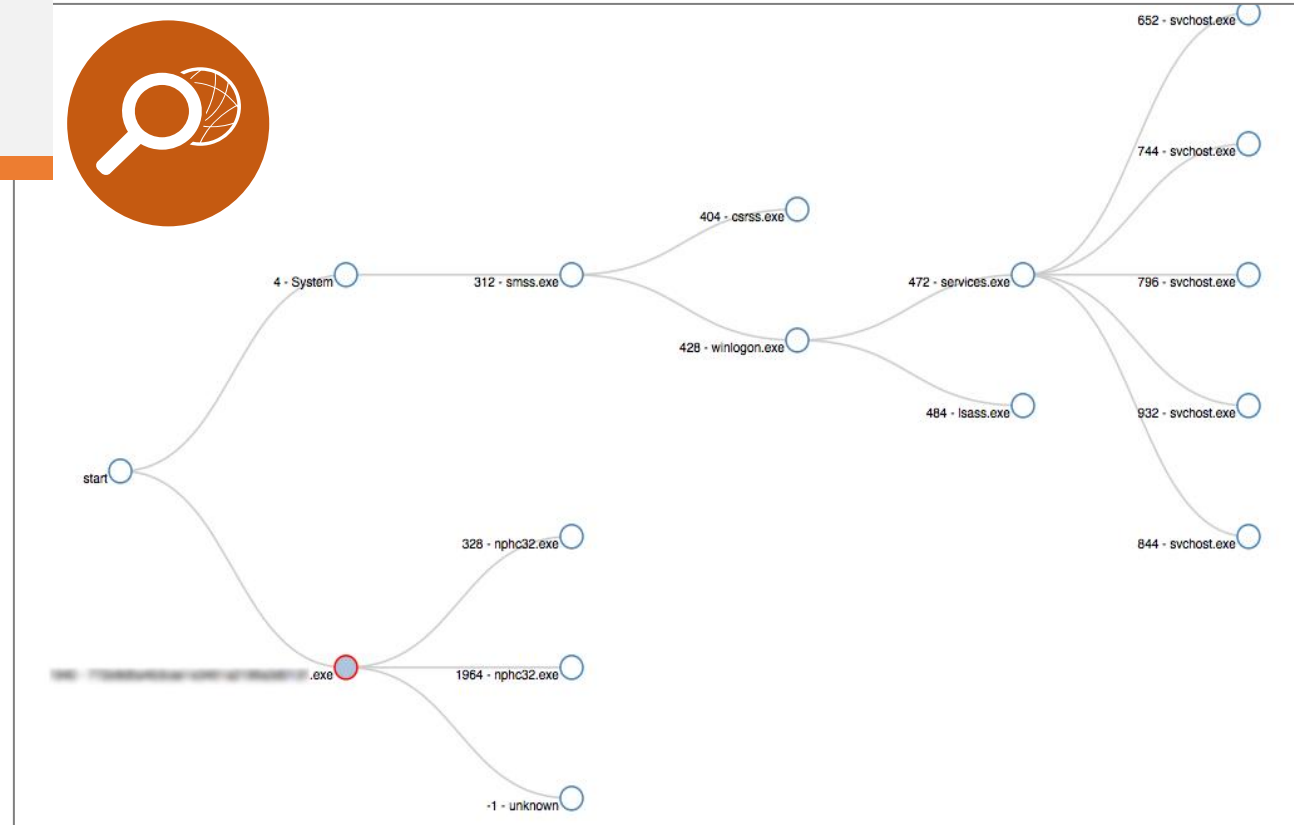 652 - svchost.exe
744 - svchost.exe
404 - csrss.exe
4 - System
312 - smss.exe
472 - services.exe
796 - svchost.exe
428 - winlogon.exe
484 - lsass.exe
932 - svchost.exe
start
328 - nphc32.exe
844 - svchost.exe
.exe
1964 - nphc32.exe
-1 - unknown